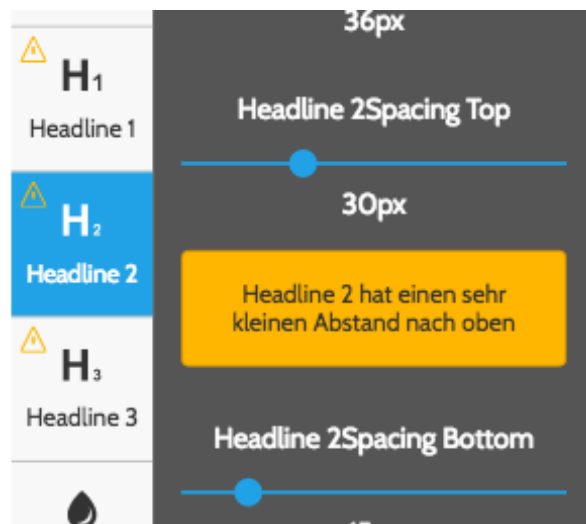 H1
Headline 1
H2
Headline 2
H3
Headline 3
36px
Headline 2Spacing Top
30px
Headline 2 hat einen sehr
kleinen Abstand nach oben
Headline 2Spacing Bottom